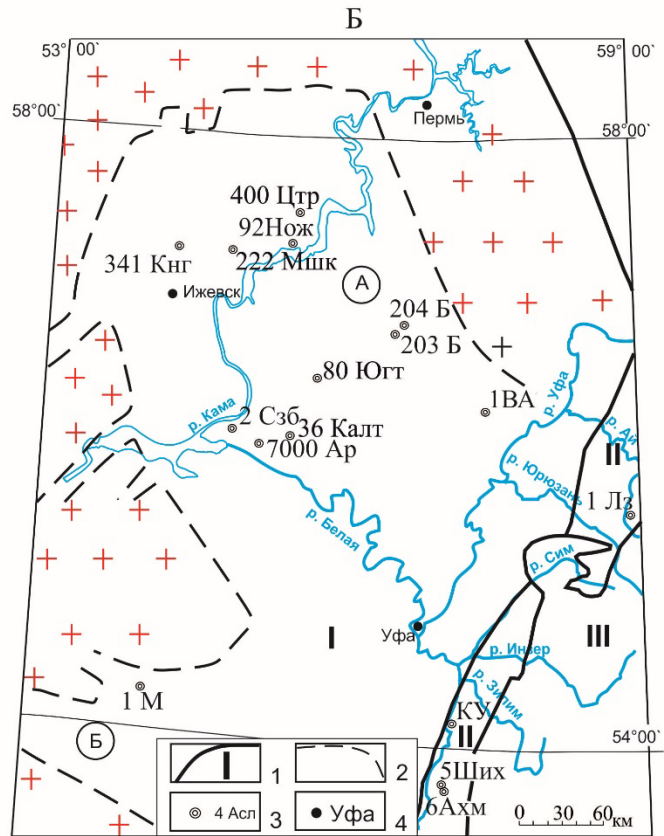 Б
53° 00`
59° 00`
58° 00`
58° 00`
Пермь
400 Цтр
92Нож
222 Мшк
341 Кнг
Ижевск
А
204 Б
203 Б
80 Югт
1ВА
р. Кама
2 Сзб
36 Калт
7000 Ар
р. Уфа
р. Ай
II
р. Юрюзань
1 Лз
р. Белая
р. Сим
I
Уфа
р. Инзер
III
р. Зилим
1 М
КУ
Б
II
54° 00`
5Ших
6Ахм
I 1
2
4 Асл 3
Уфа 4
0 30 60 км